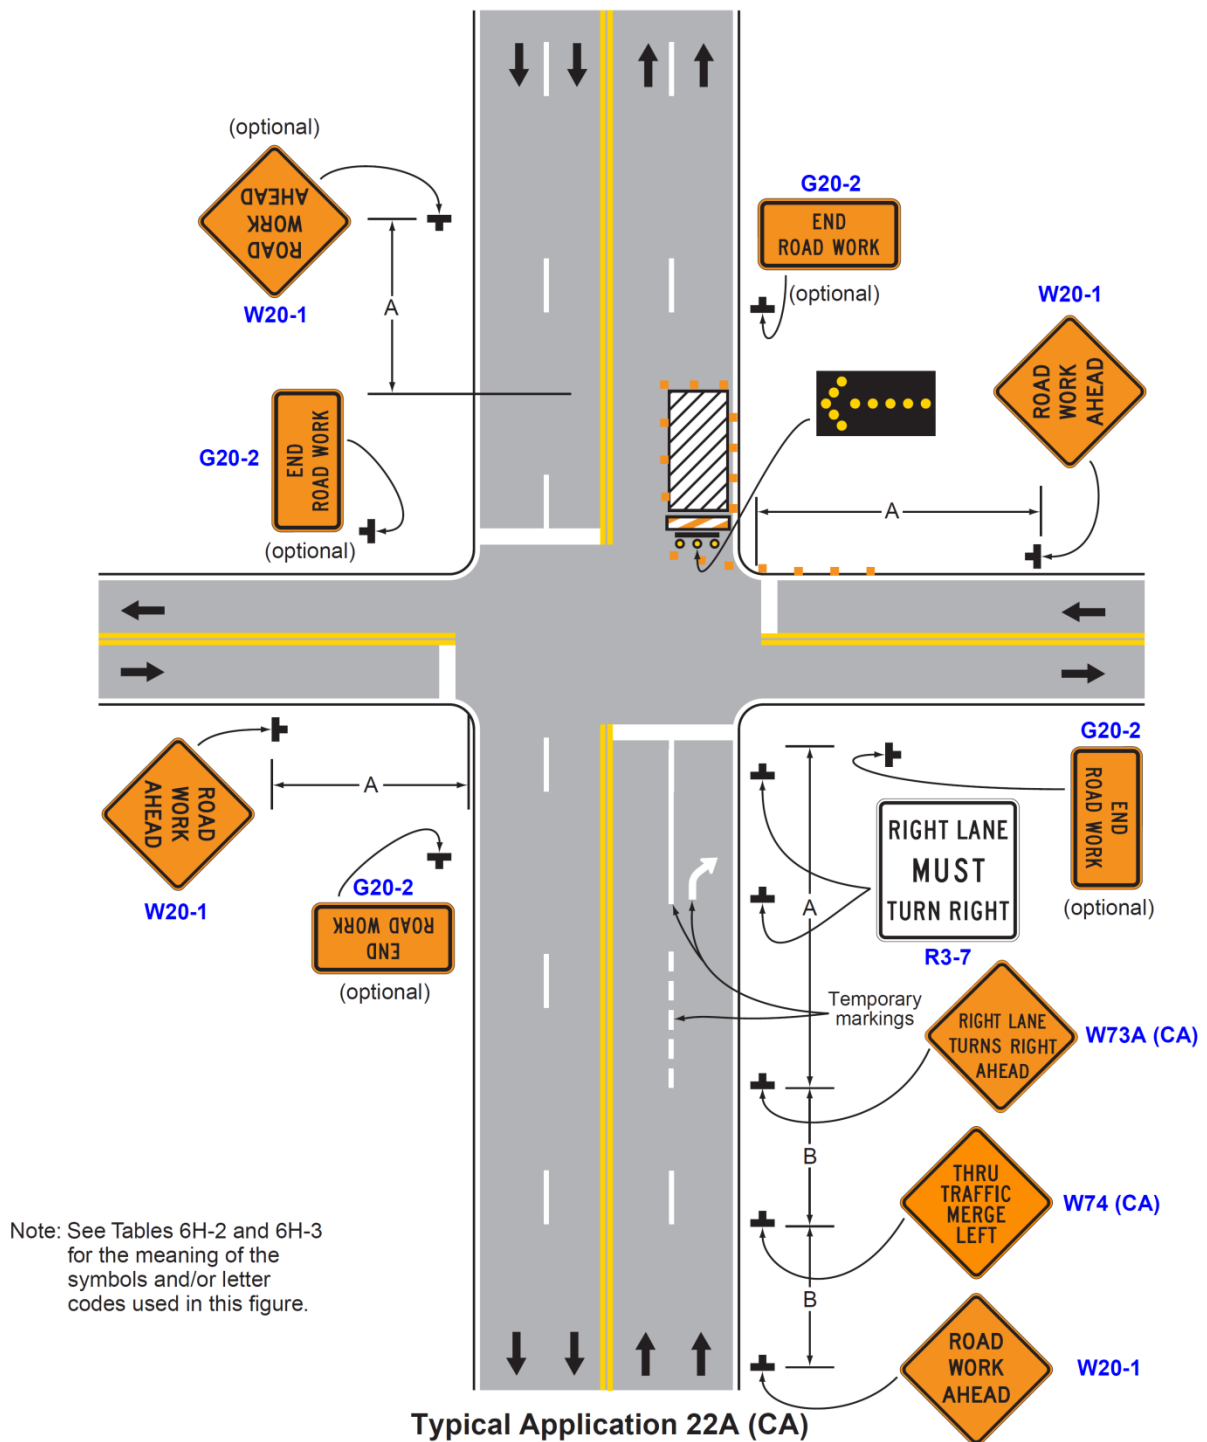 (optional)
ROAD
WORK
AHEAD
W20-1
A
G20-2
END
ROAD WORK
(optional)
W20-1
ROAD
WORK
AHEAD
G20-2
END
ROAD WORK
(optional)
A
ROAD
WORK
AHEAD
W20-1
A
G20-2
END
ROAD WORK
(optional)
G20-2
END
ROAD WORK
(optional)
A
RIGHT LANE
MUST
TURN RIGHT
R3-7
Temporary
markings
RIGHT LANE
TURNS RIGHT
AHEAD
W73A (CA)
B
THRU
TRAFFIC
MERGE
LEFT
W74 (CA)
B
ROAD
WORK
AHEAD
W20-1
Note: See Tables 6H-2 and 6H-3
for the meaning of the
symbols and/or letter
codes used in this figure.
Typical Application 22A (CA)